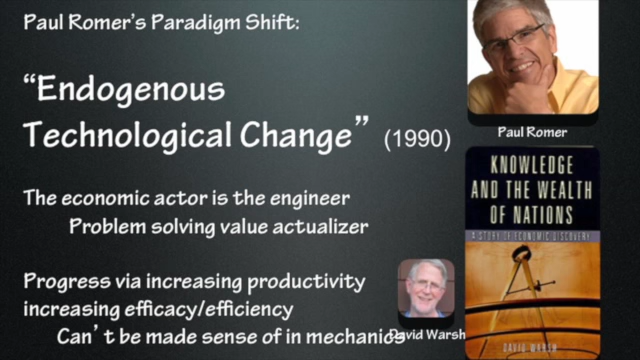 Paul Romer's Paradigm Shift:
"Endogenous
Technological Change" (1990)
The economic actor is the engineer
Problem solving value actualizer
Progress via increasing productivity
increasing efficacy/efficiency
Can't be made sense of in mechanics
Paul Romer
KNOWLEDGE
AND THE WEALTH
OF NATIONS
A STORY OF ECONOMIC DISCOVERY
DAVID WARSH
David Warsh